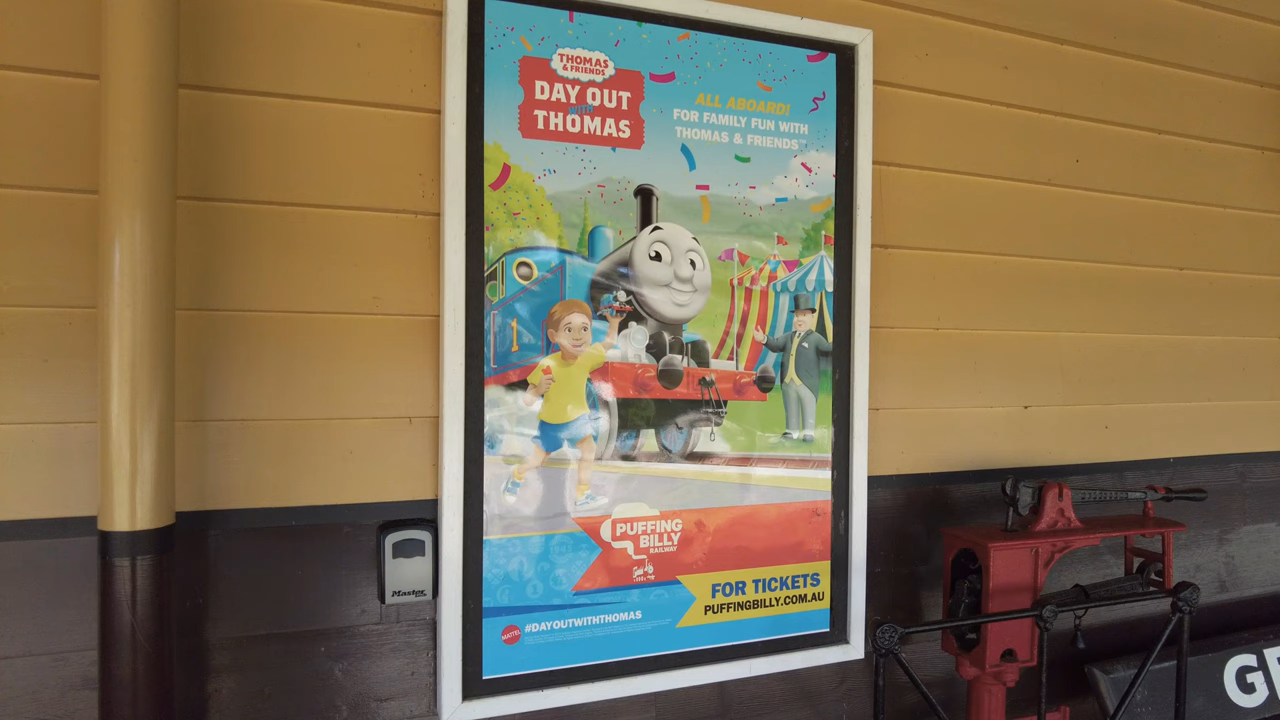 THOMAS
& FRIENDS
DAY OUT
with
THOMAS
ALL ABOARD!
FOR FAMILY FUN WITH
THOMAS & FRIENDS™
1
PUFFING
BILLY
RAILWAY
FOR TICKETS
PUFFINGBILLY.COM.AU
MATTEL
#DAYOUTWITHTHOMAS
Master
GE